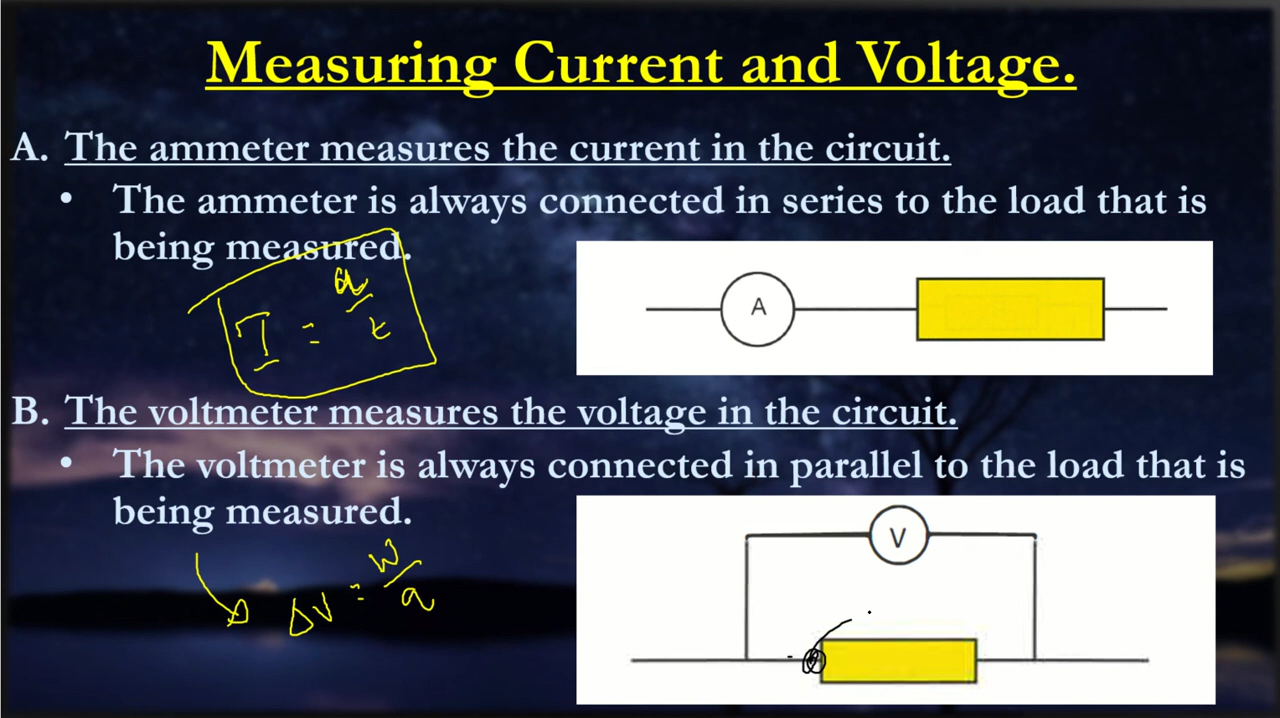 Measuring Current and Voltage.
A. The ammeter measures the current in the circuit.
• The ammeter is always connected in series to the load that is
being measured.
I = q/t
A
B. The voltmeter measures the voltage in the circuit.
• The voltmeter is always connected in parallel to the load that is
being measured.
ΔV = W/q
V